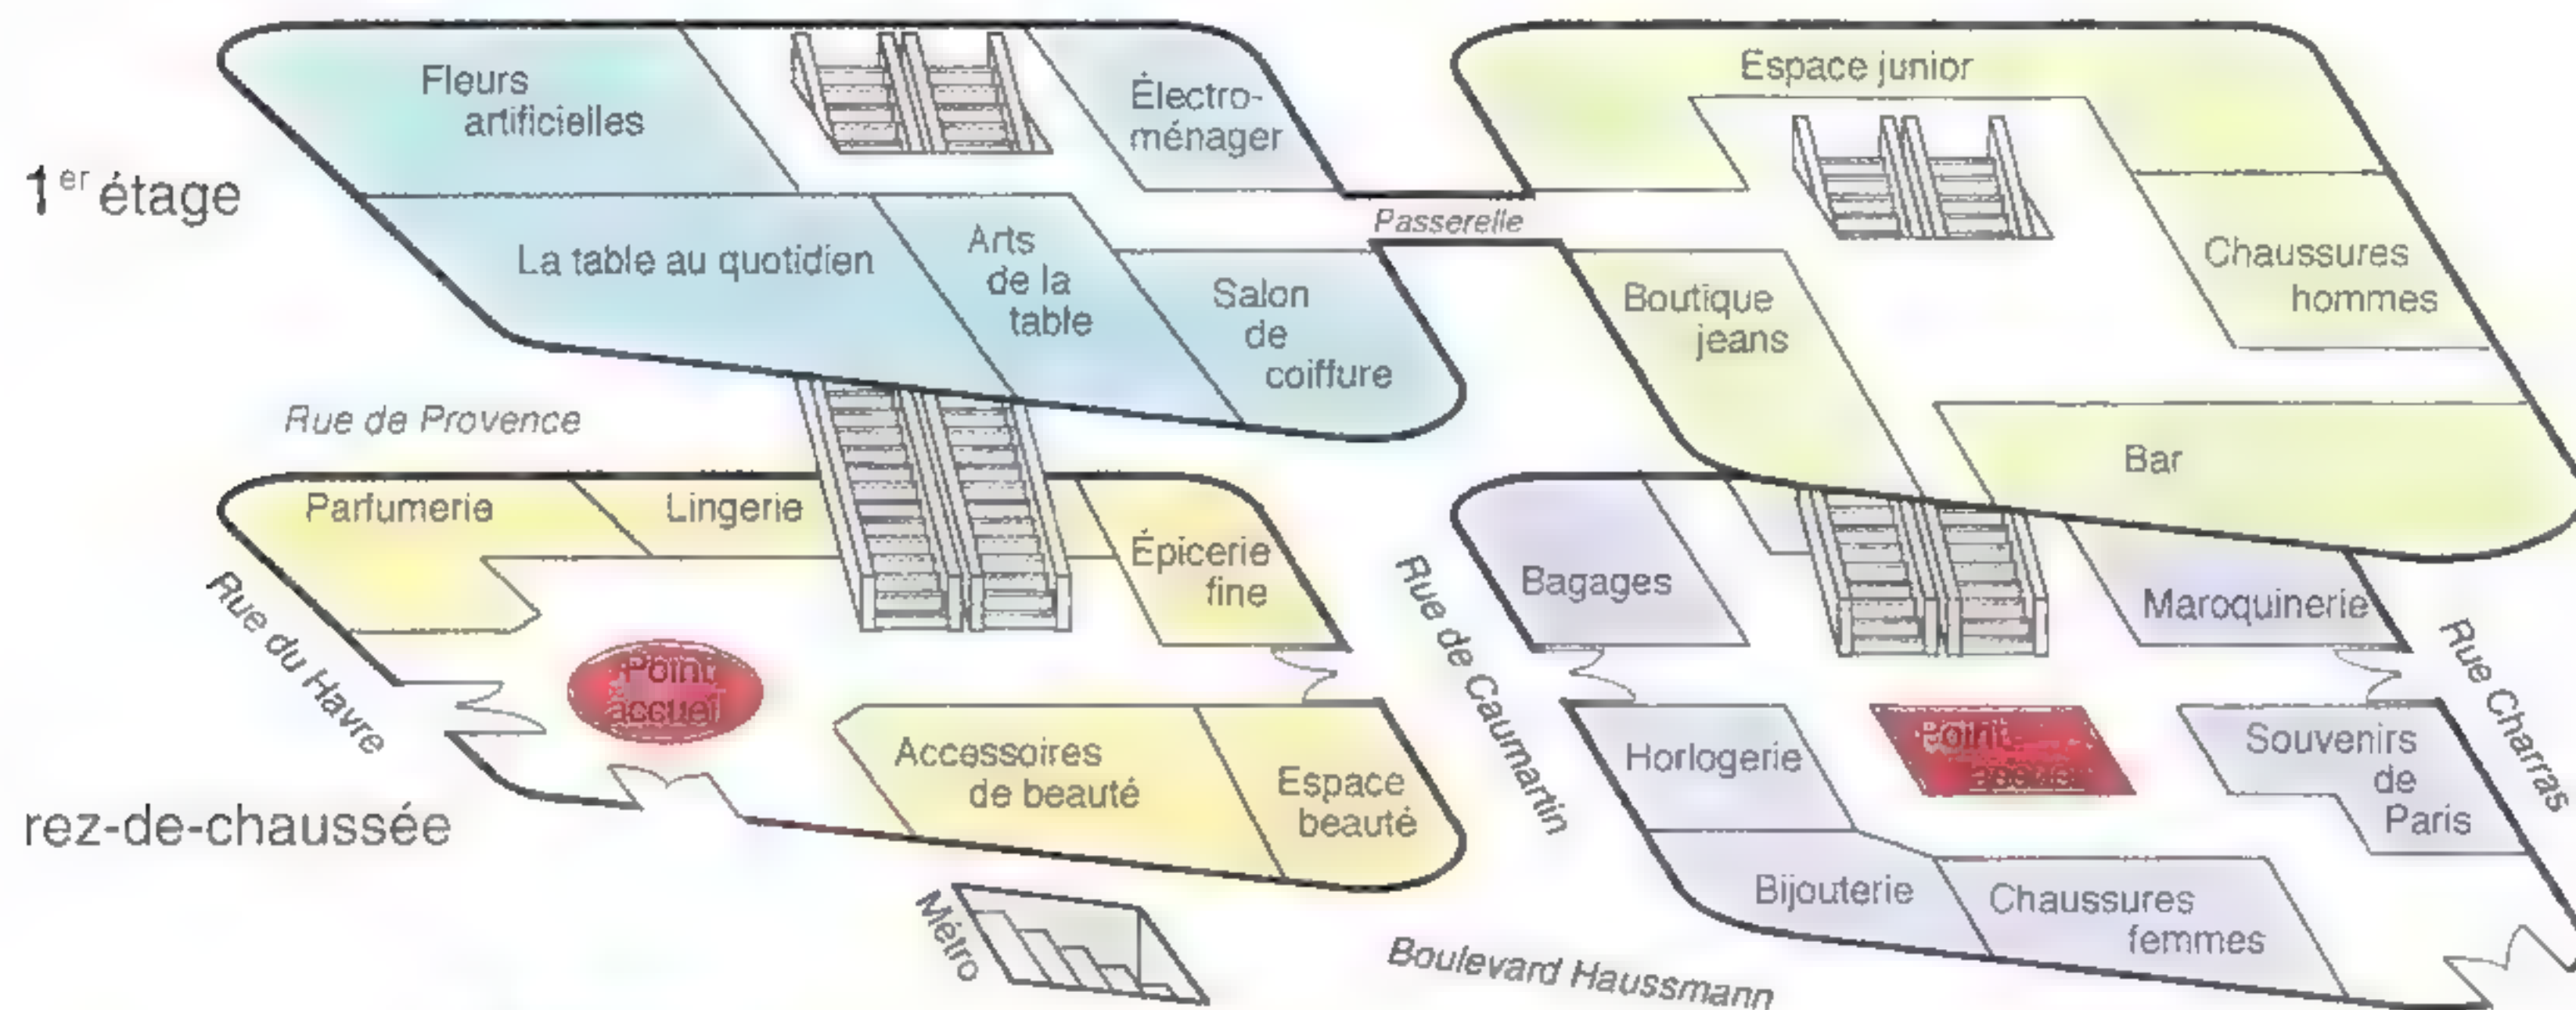 1er étage
Fleurs
artificielles
Électro-
ménager
La table au quotidien
Arts
de la
table
Salon
de
coiffure
Passerelle
Espace junior
Chaussures
hommes
Boutique
jeans
Bar
Rue de Provence
rez-de-chaussée
Parfumerie
Lingerie
Épicerie
fine
Rue du Havre
Point
accueil
Accessoires
de beauté
Espace
beauté
Métro
Rue de Caumartin
Boulevard Haussmann
Bagages
Maroquinerie
Rue Charras
Horlogerie
Point
accueil
Souvenirs
de
Paris
Bijouterie
Chaussures
femmes